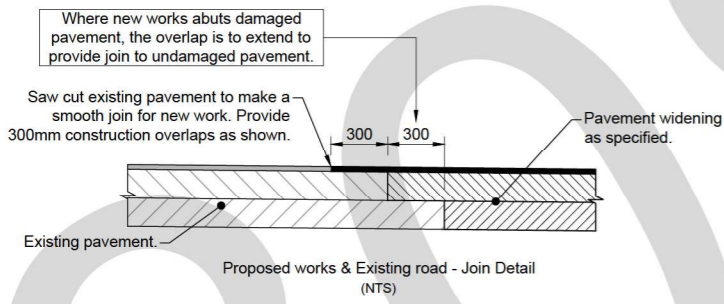 Where new works abuts damaged
pavement, the overlap is to extend to
provide join to undamaged pavement.
Saw cut existing pavement to make a
smooth join for new work. Provide
300mm construction overlaps as shown.
300
300
Pavement widening
as specified.
Existing pavement.
Proposed works & Existing road - Join Detail
(NTS)